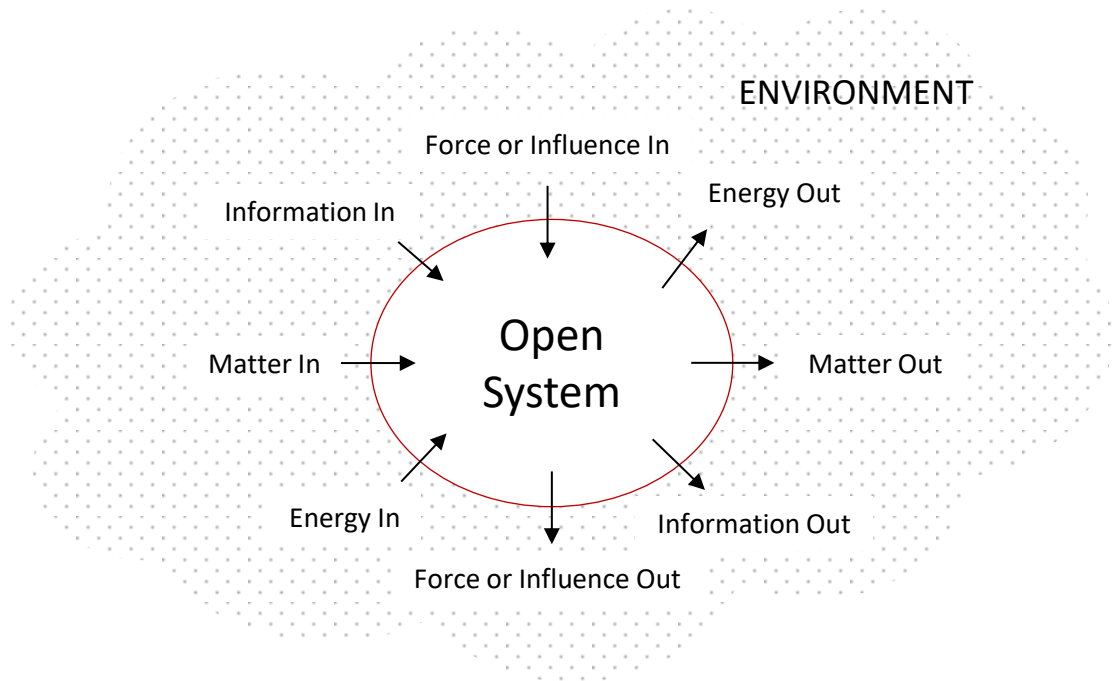 ENVIRONMENT
Force or Influence In
Energy Out
Information In
Open
System
Matter In
Matter Out
Energy In
Information Out
Force or Influence Out